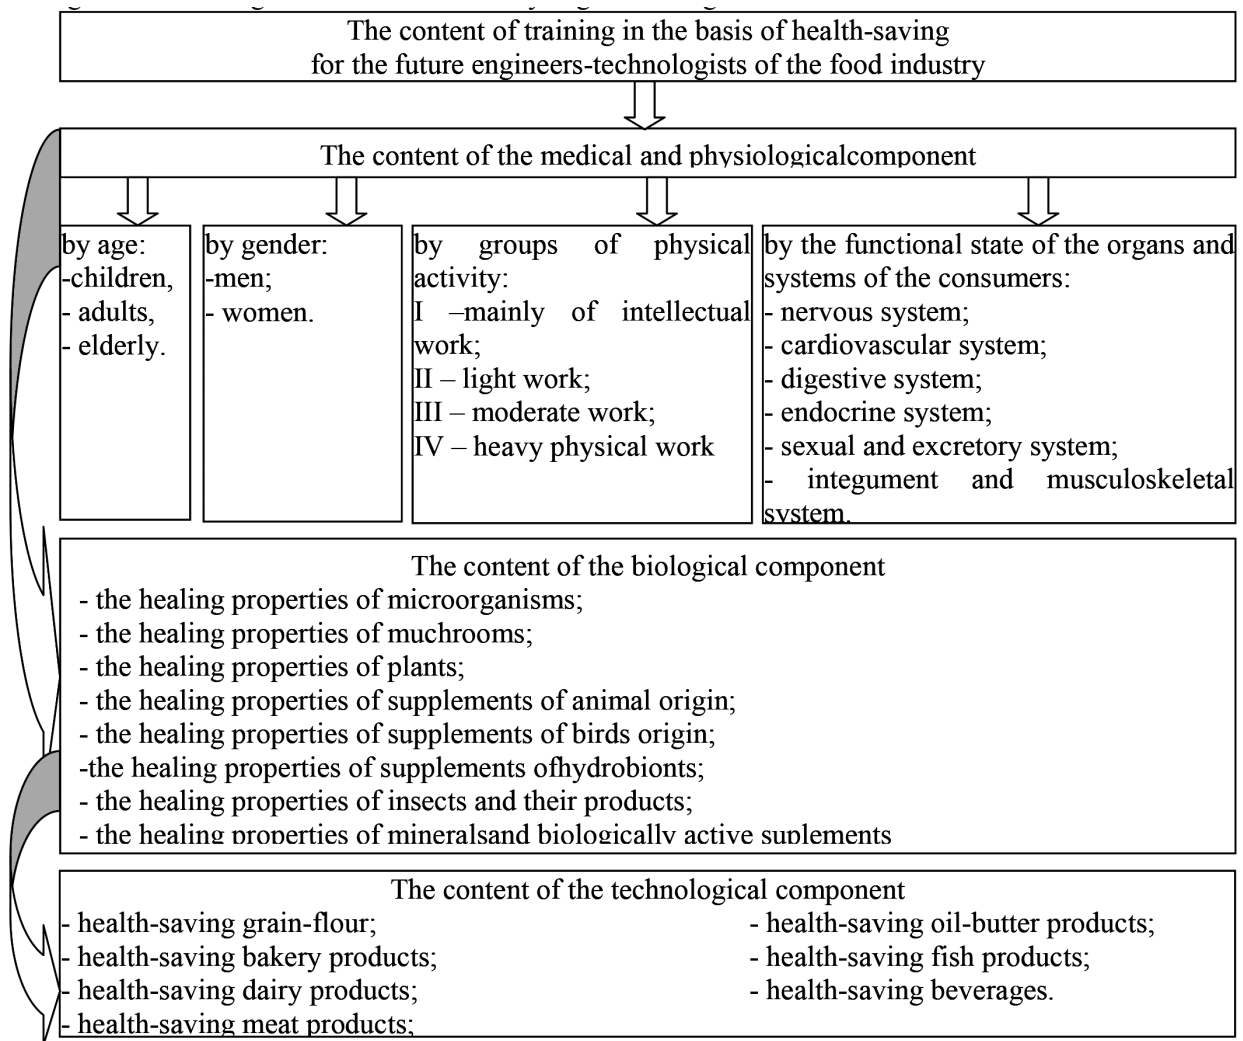 The content of training in the basis of health-saving
for the future engineers-technologists of the food industry
The content of the medical and physiologicalcomponent
by age:
-children,
- adults,
- elderly.
by gender:
-men;
- women.
by groups of physical
activity:
I –mainly of intellectual
work;
II – light work;
III – moderate work;
IV – heavy physical work
by the functional state of the organs and
systems of the consumers:
- nervous system;
- cardiovascular system;
- digestive system;
- endocrine system;
- sexual and excretory system;
- integument and musculoskeletal
system.
The content of the biological component
- the healing properties of microorganisms;
- the healing properties of muchrooms;
- the healing properties of plants;
- the healing properties of supplements of animal origin;
- the healing properties of supplements of birds origin;
-the healing properties of supplements ofhydrobionts;
- the healing properties of insects and their products;
- the healing properties of mineralsand biologically active suplements
The content of the technological component
- health-saving grain-flour;
- health-saving bakery products;
- health-saving dairy products;
- health-saving meat products;
- health-saving oil-butter products;
- health-saving fish products;
- health-saving beverages.